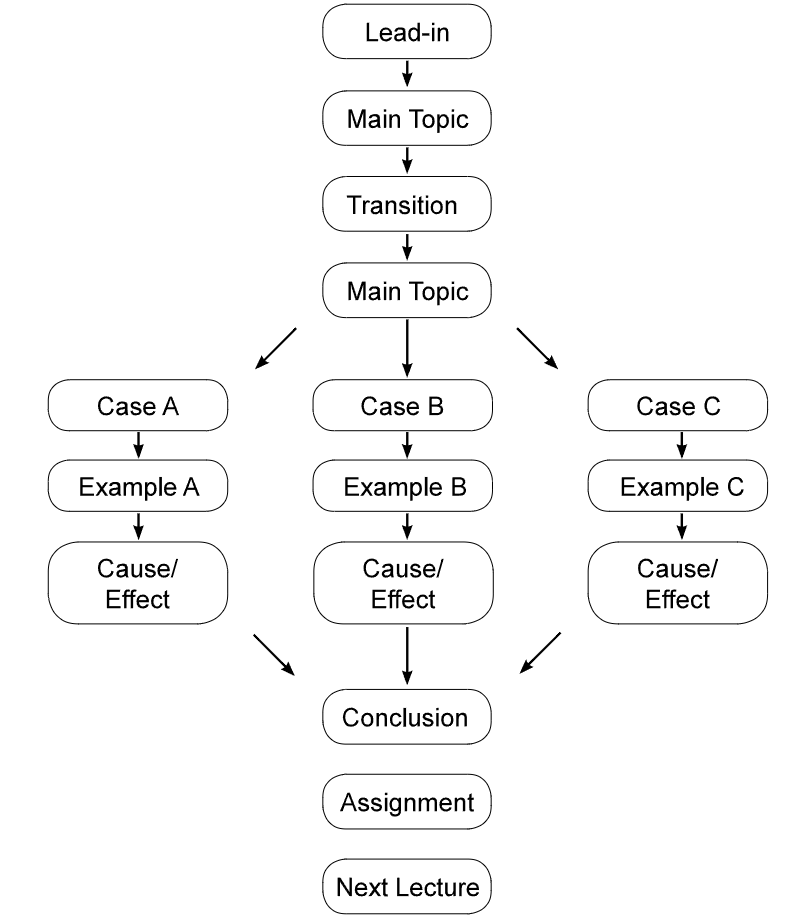 Lead-in
Main Topic
Transition
Main Topic
Case A
Case B
Case C
Example A
Example B
Example C
Cause/
Effect
Cause/
Effect
Cause/
Effect
Conclusion
Assignment
Next Lecture